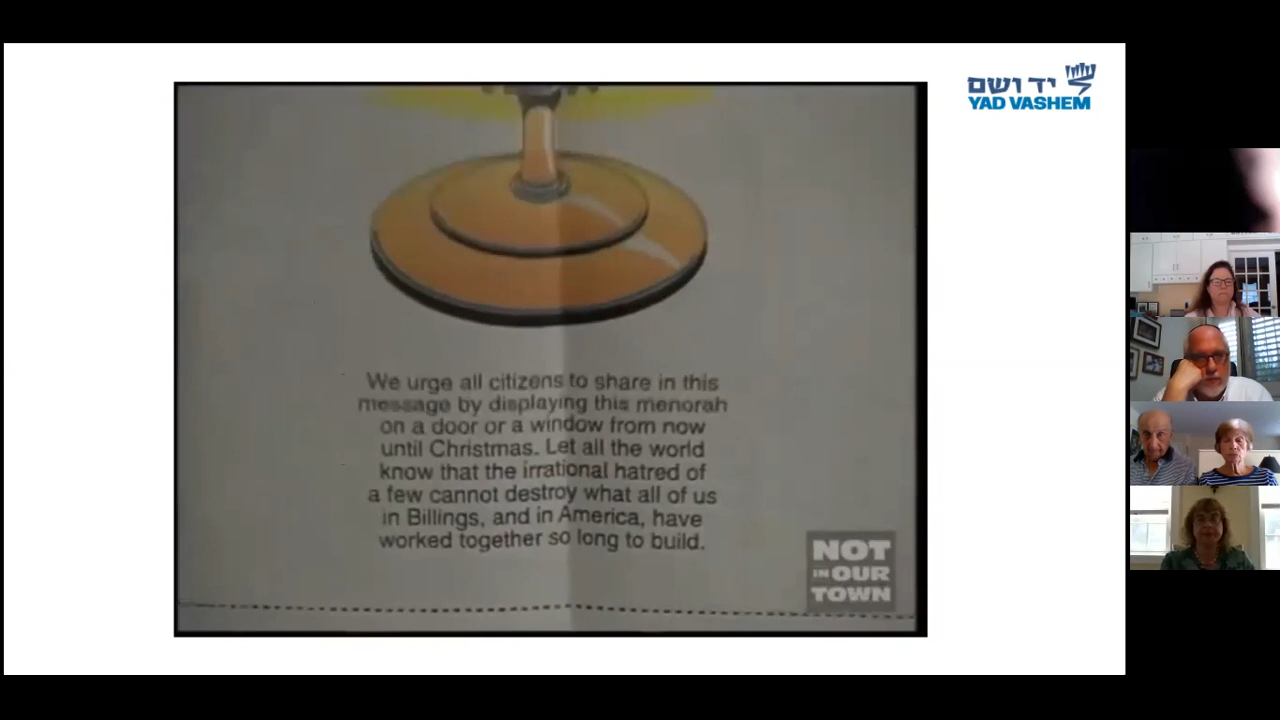 יד ושם
YAD VASHEM
We urge all citizens to share in this
message by displaying this menorah
on a door or a window from now
until Christmas. Let all the world
know that the irrational hatred of
a few cannot destroy what all of us
in Billings, and in America, have
worked together so long to build.
NOT
IN OUR
TOWN